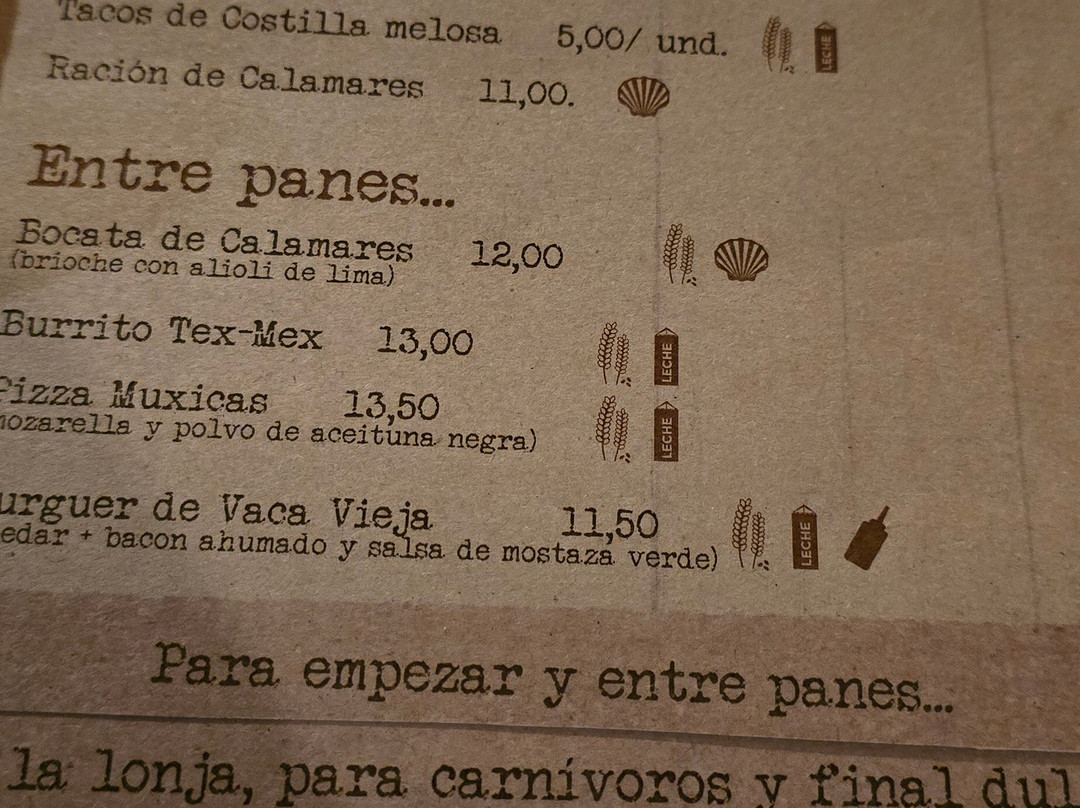 Tacos de Costilla melosa 5,00/ und. LECHE
Ración de Calamares 11,00.
Entre panes...
Bocata de Calamares 12,00
(brioche con alioli de lima)
Burrito Tex-Mex 13,00 LECHE
Pizza Muxicas 13,50 LECHE
mozarella y polvo de aceituna negra)
urguer de Vaca Vieja 11,50 LECHE
edar + bacon ahumado y salsa de mostaza verde)
Para empezar y entre panes...
la lonja, para carnívoros y final dul